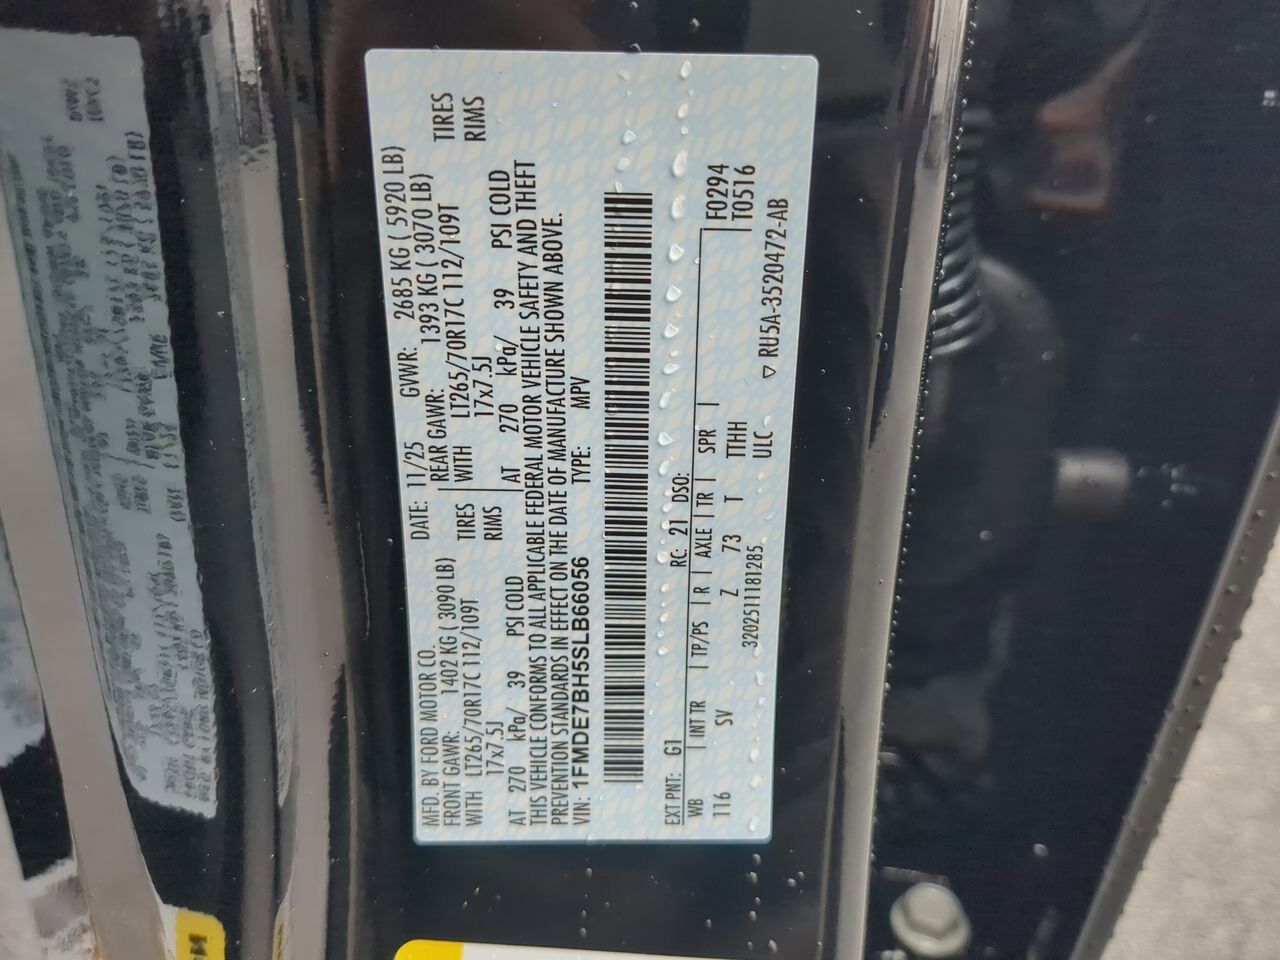 MFD. BY FORD MOTOR CO. DATE: 11/25 GVWR: 2685 KG ( 5920 LB)
FRONT GAWR: 1402 KG ( 3090 LB) REAR GAWR: 1393 KG ( 3070 LB)
WITH LT265/70R17C 112/109T TIRES WITH LT265/70R17C 112/109T TIRES
17x7.5J RIMS 17x7.5J RIMS
AT 270 kPa/ 39 PSI COLD AT 270 kPa/ 39 PSI COLD
THIS VEHICLE CONFORMS TO ALL APPLICABLE FEDERAL MOTOR VEHICLE SAFETY AND THEFT
PREVENTION STANDARDS IN EFFECT ON THE DATE OF MANUFACTURE SHOWN ABOVE.
VIN: 1FMDE7BH5SLB66056 TYPE: MPV
EXT PNT: G1 RC: 21 DSO:
WB INT TR TP/PS R AXLE TR SPR F0294
116 SV Z 73 T TTHH T0516
3202511181285 ULC ▽ RU5A-3520472-AB